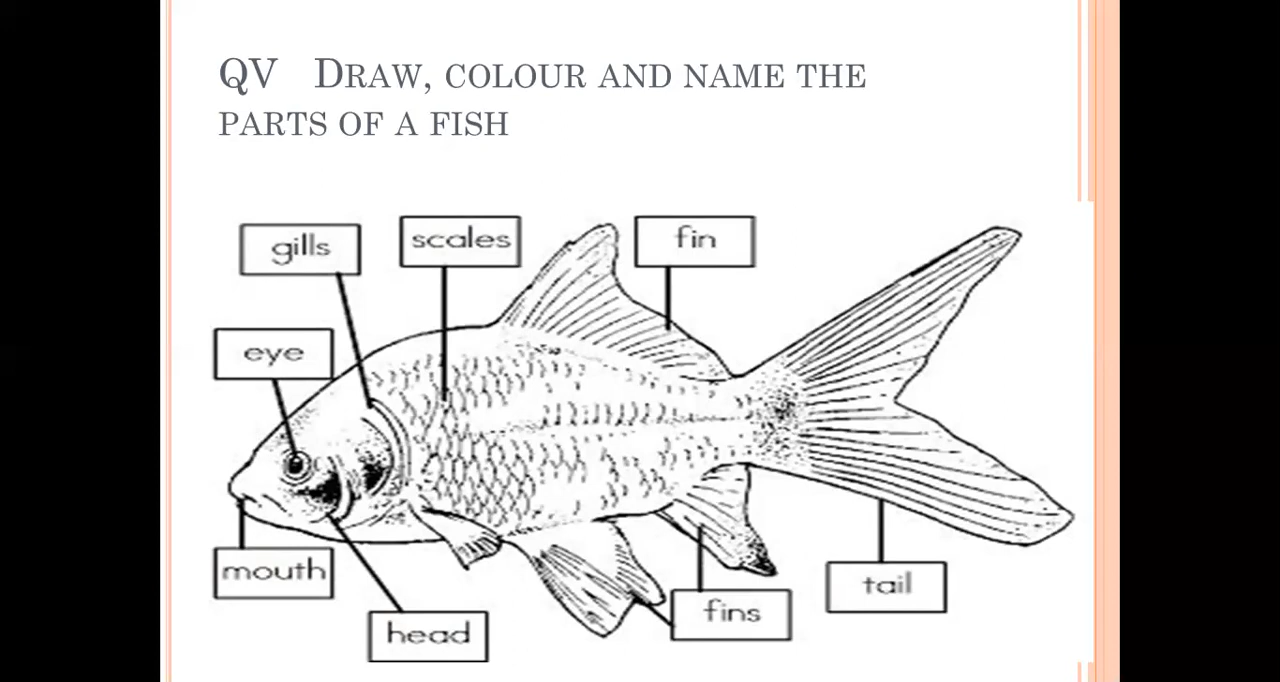 QV DRAW, COLOUR AND NAME THE
PARTS OF A FISH
gills
scales
fin
eye
mouth
head
fins
tail